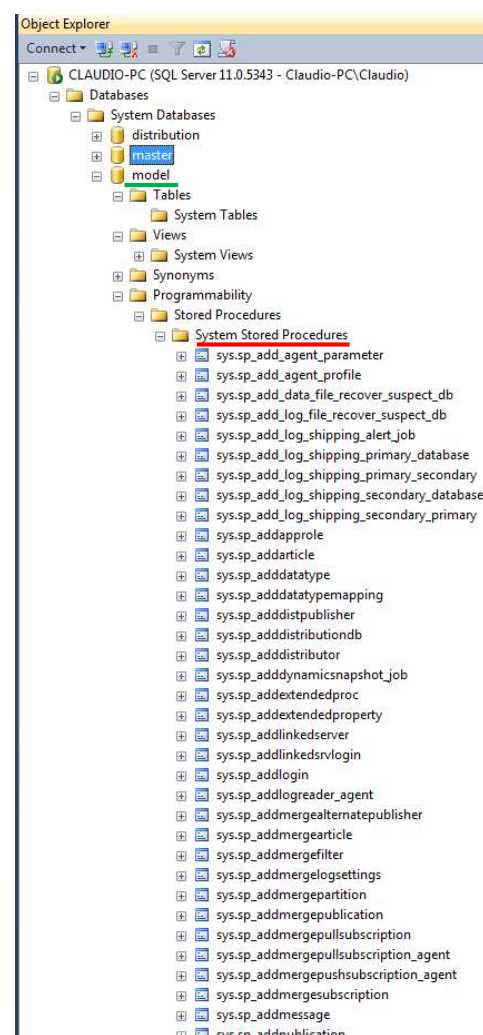 Object Explorer
Connect
CLAUDIO-PC (SQL Server 11.0.5343 - Claudio-PC\Claudio)
Databases
System Databases
distribution
master
model
Tables
System Tables
Views
System Views
Synonyms
Programmability
Stored Procedures
System Stored Procedures
sys.sp_add_agent_parameter
sys.sp_add_agent_profile
sys.sp_add_data_file_recover_suspect_db
sys.sp_add_log_file_recover_suspect_db
sys.sp_add_log_shipping_alert_job
sys.sp_add_log_shipping_primary_database
sys.sp_add_log_shipping_primary_secondary
sys.sp_add_log_shipping_secondary_database
sys.sp_add_log_shipping_secondary_primary
sys.sp_addapprole
sys.sp_addarticle
sys.sp_adddatatype
sys.sp_adddatatypemapping
sys.sp_adddistpublisher
sys.sp_adddistributiondb
sys.sp_adddistributor
sys.sp_adddynamicsnapshot_job
sys.sp_addextendedproc
sys.sp_addextendedproperty
sys.sp_addlinkedserver
sys.sp_addlinkedsrvlogin
sys.sp_addlogin
sys.sp_addlogreader_agent
sys.sp_addmergealternatepublisher
sys.sp_addmergearticle
sys.sp_addmergefilter
sys.sp_addmergelogsettings
sys.sp_addmergepartition
sys.sp_addmergepublication
sys.sp_addmergepullsubscription
sys.sp_addmergepullsubscription_agent
sys.sp_addmergepushsubscription_agent
sys.sp_addmergesubscription
sys.sp_addmessage
sys.sp_addpublication